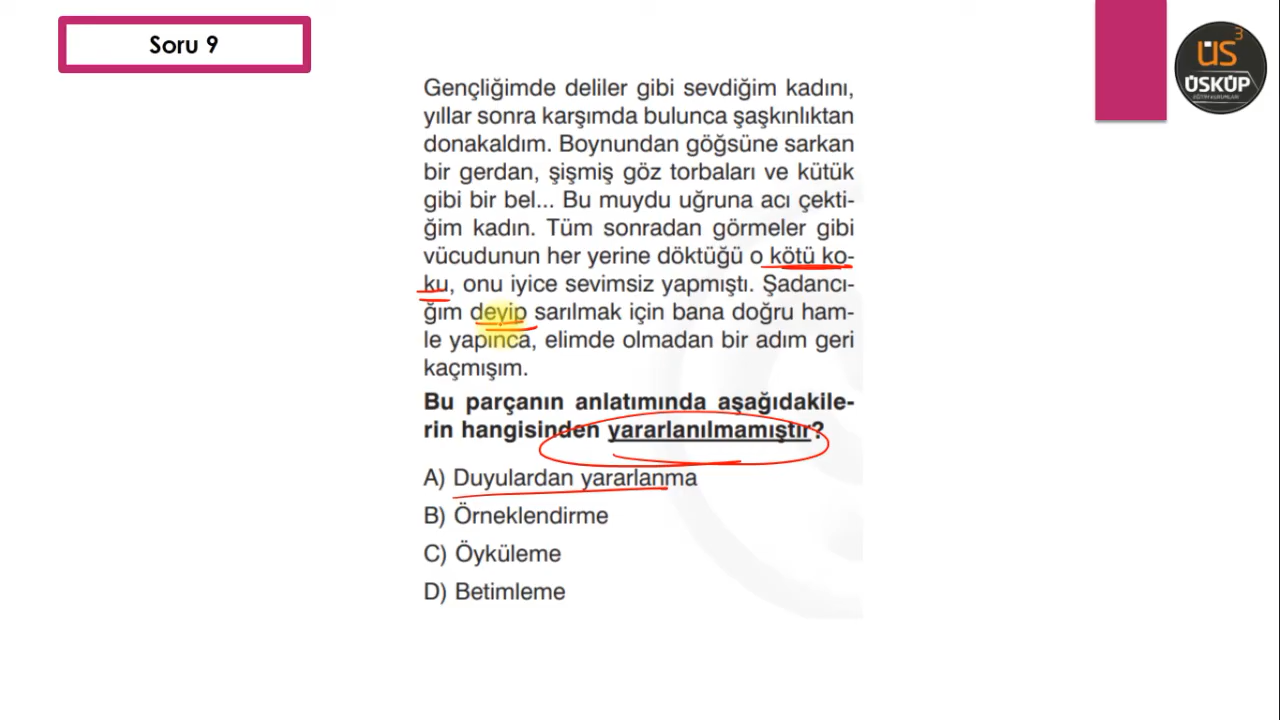 Soru 9
ÜS3
ÜSKÜP
EĞİTİM KURUMLARI
Gençliğimde deliler gibi sevdiğim kadını,
yıllar sonra karşımda bulunca şaşkınlıktan
donakaldım. Boynundan göğsüne sarkan
bir gerdan, şişmiş göz torbaları ve kütük
gibi bir bel... Bu muydu uğruna acı çekti-
ğim kadın. Tüm sonradan görmeler gibi
vücudunun her yerine döktüğü o kötü ko-
ku, onu iyice sevimsiz yapmıştı. Şadancı-
ğım deyip sarılmak için bana doğru ham-
le yapınca, elimde olmadan bir adım geri
kaçmışım.
Bu parçanın anlatımında aşağıdakile-
rin hangisinden yararlanılmamıştır?
A) Duyulardan yararlanma
B) Örneklendirme
C) Öyküleme
D) Betimleme